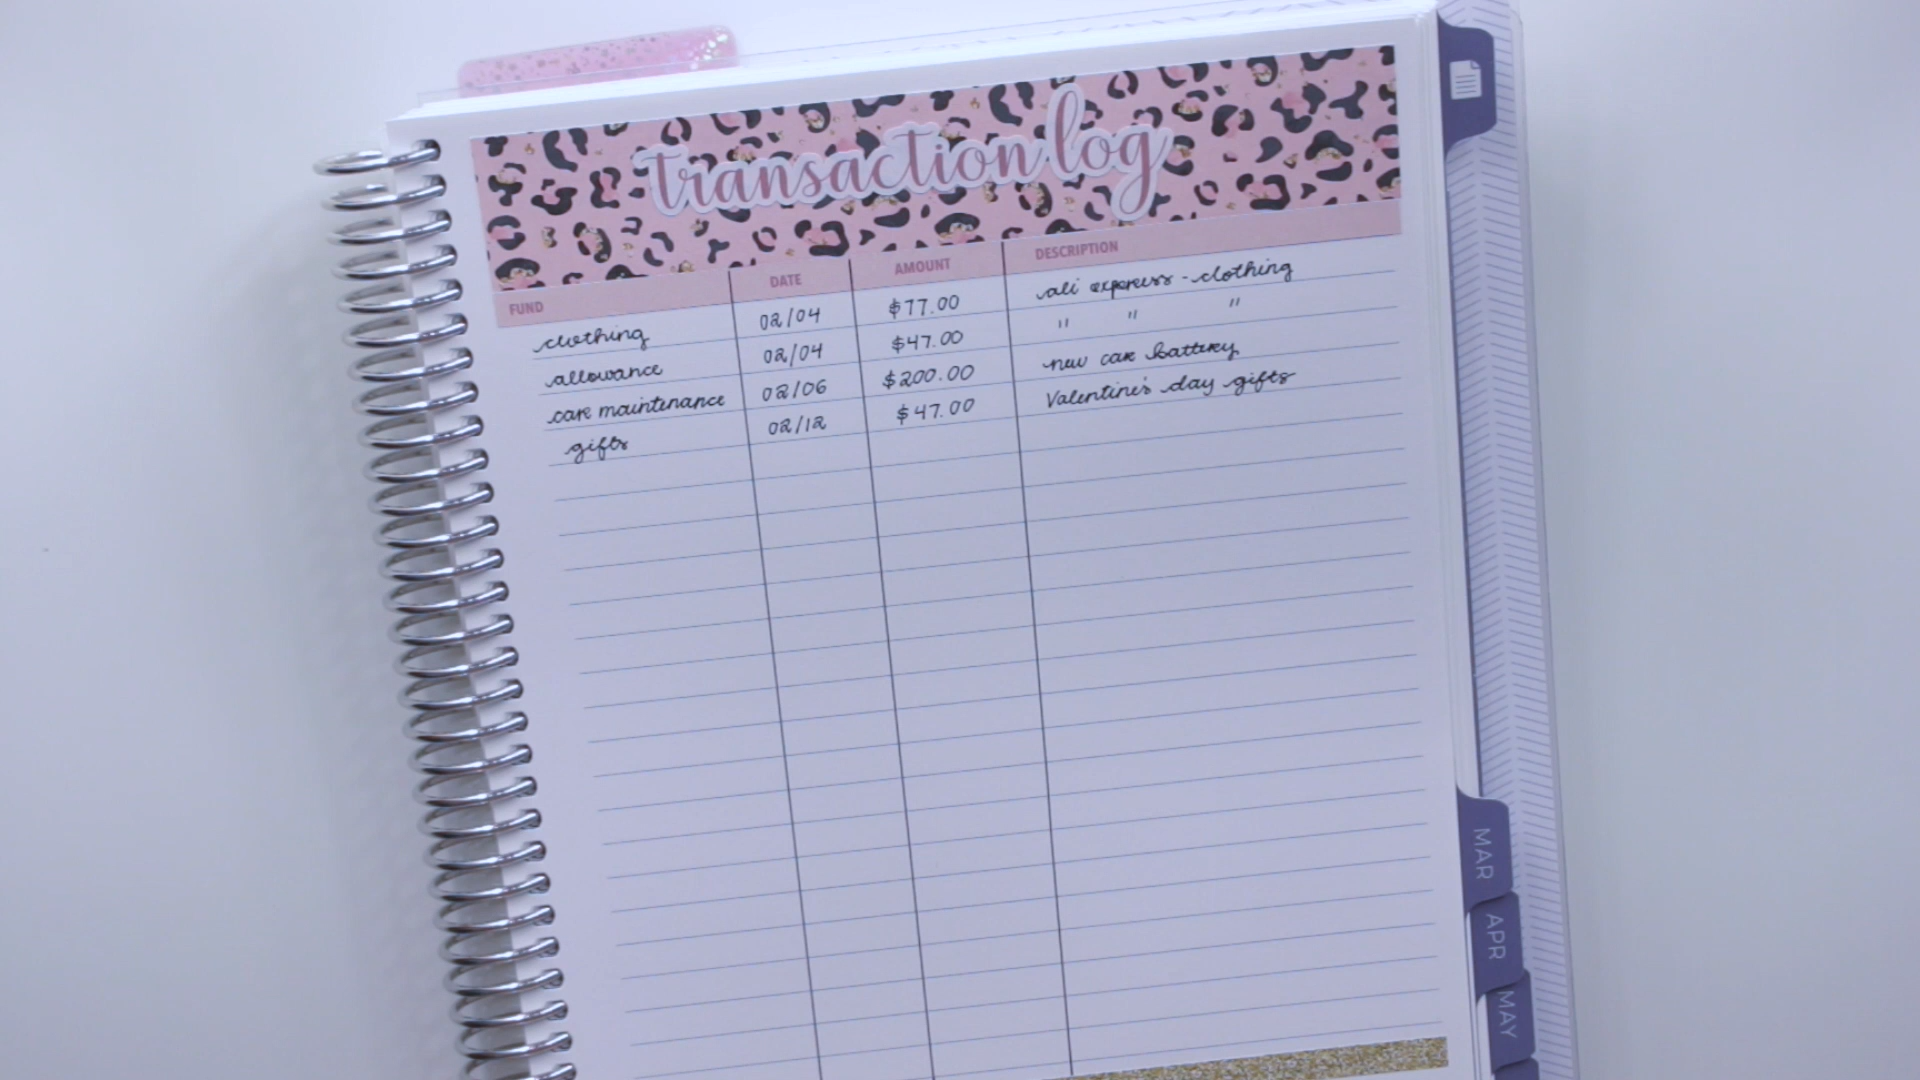 transaction log
FUND DATE AMOUNT DESCRIPTION
clothing 02/04 $77.00 ali express - clothing
allowance 02/04 $47.00 " " "
care maintenance 02/06 $200.00 new car battery
gifts 02/12 $47.00 Valentine's day gifts
MAR
APR
MAY